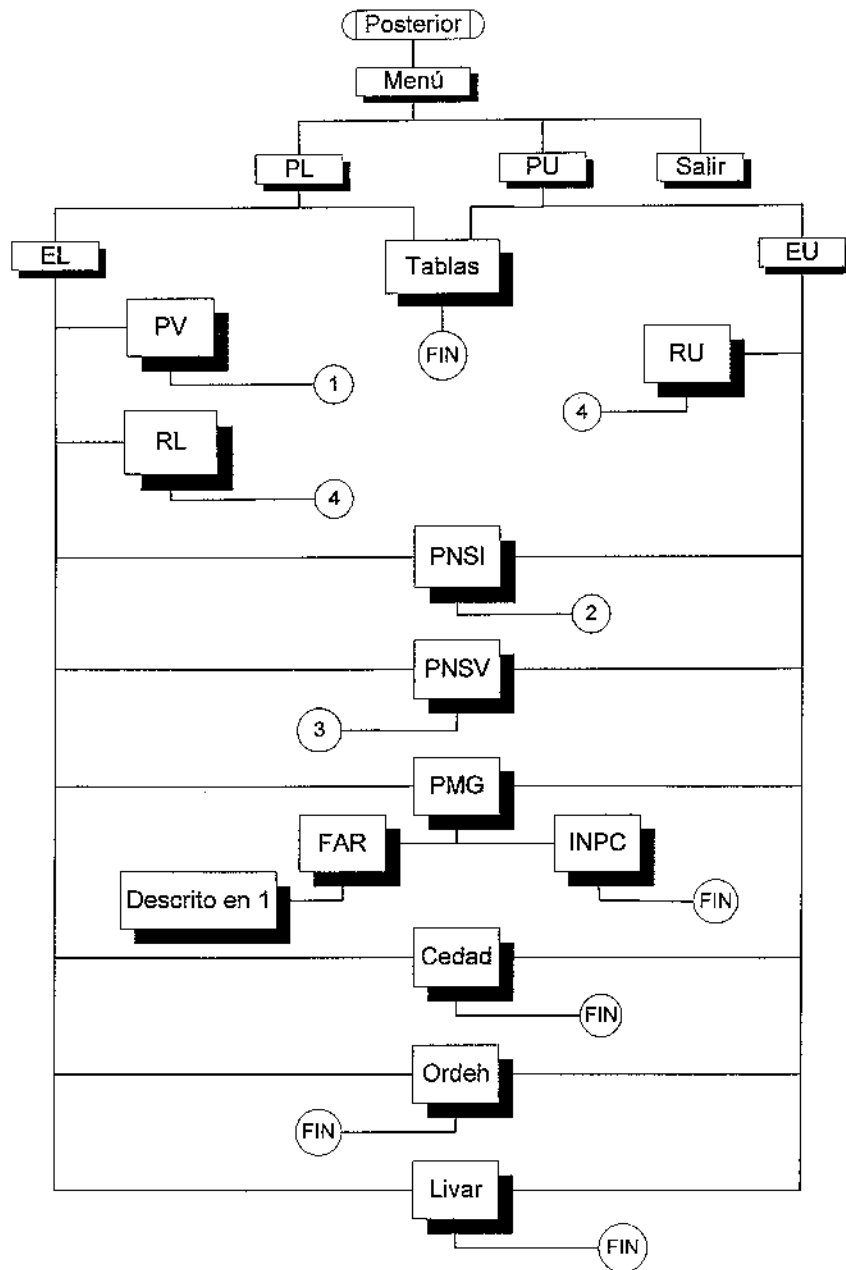 Posterior
Menú
PL
PU
Salir
EL
Tablas
EU
FIN
PV
RU
1
4
RL
4
PNSI
2
PNSV
3
PMG
FAR
INPC
Descrito en 1
FIN
Cedad
FIN
Ordeh
FIN
Livar
FIN